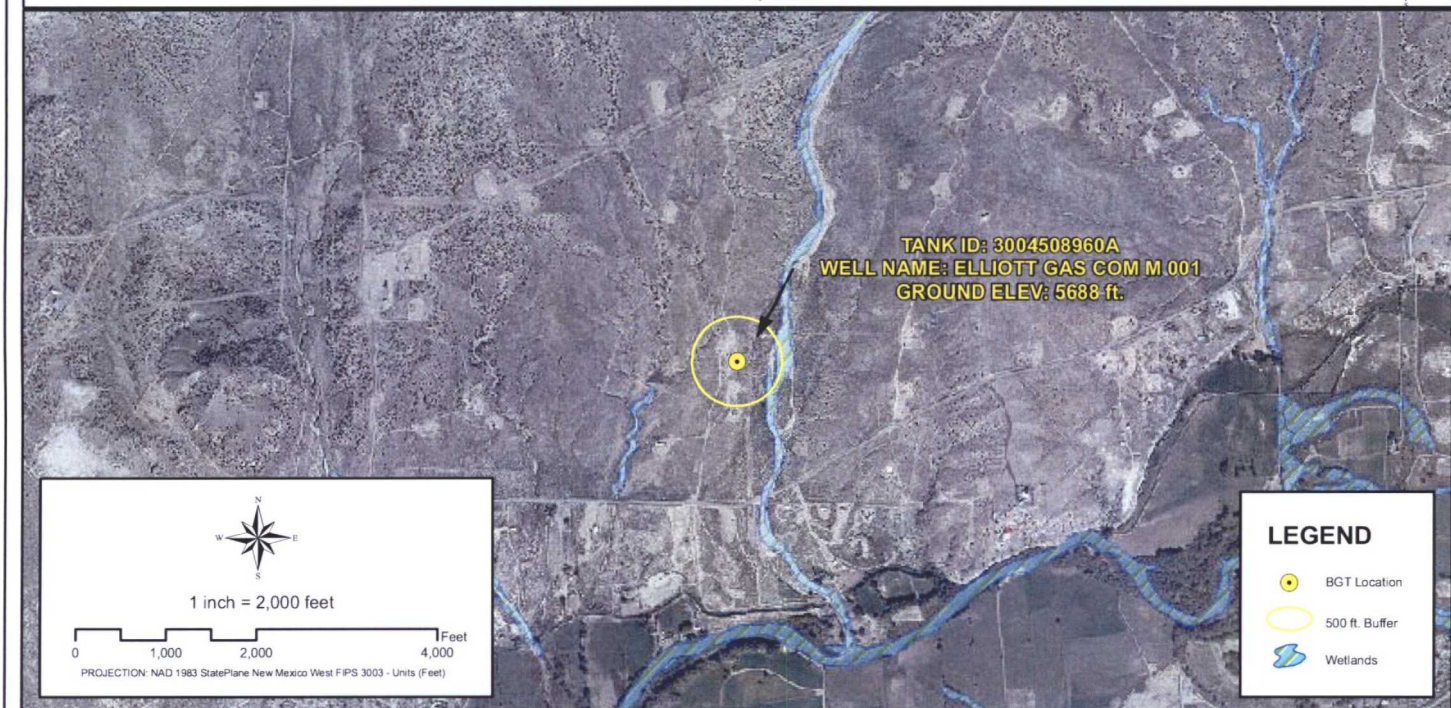 TANK ID: 3004508960A
WELL NAME: ELLIOTT GAS COM M 001
GROUND ELEV: 5688 ft.
N
W E
S
1 inch = 2,000 feet
Feet
0 1,000 2,000 4,000
PROJECTION: NAD 1983 StatePlane New Mexico West FIPS 3003 - Units (Feet)
LEGEND
BGT Location
500 ft. Buffer
Wetlands